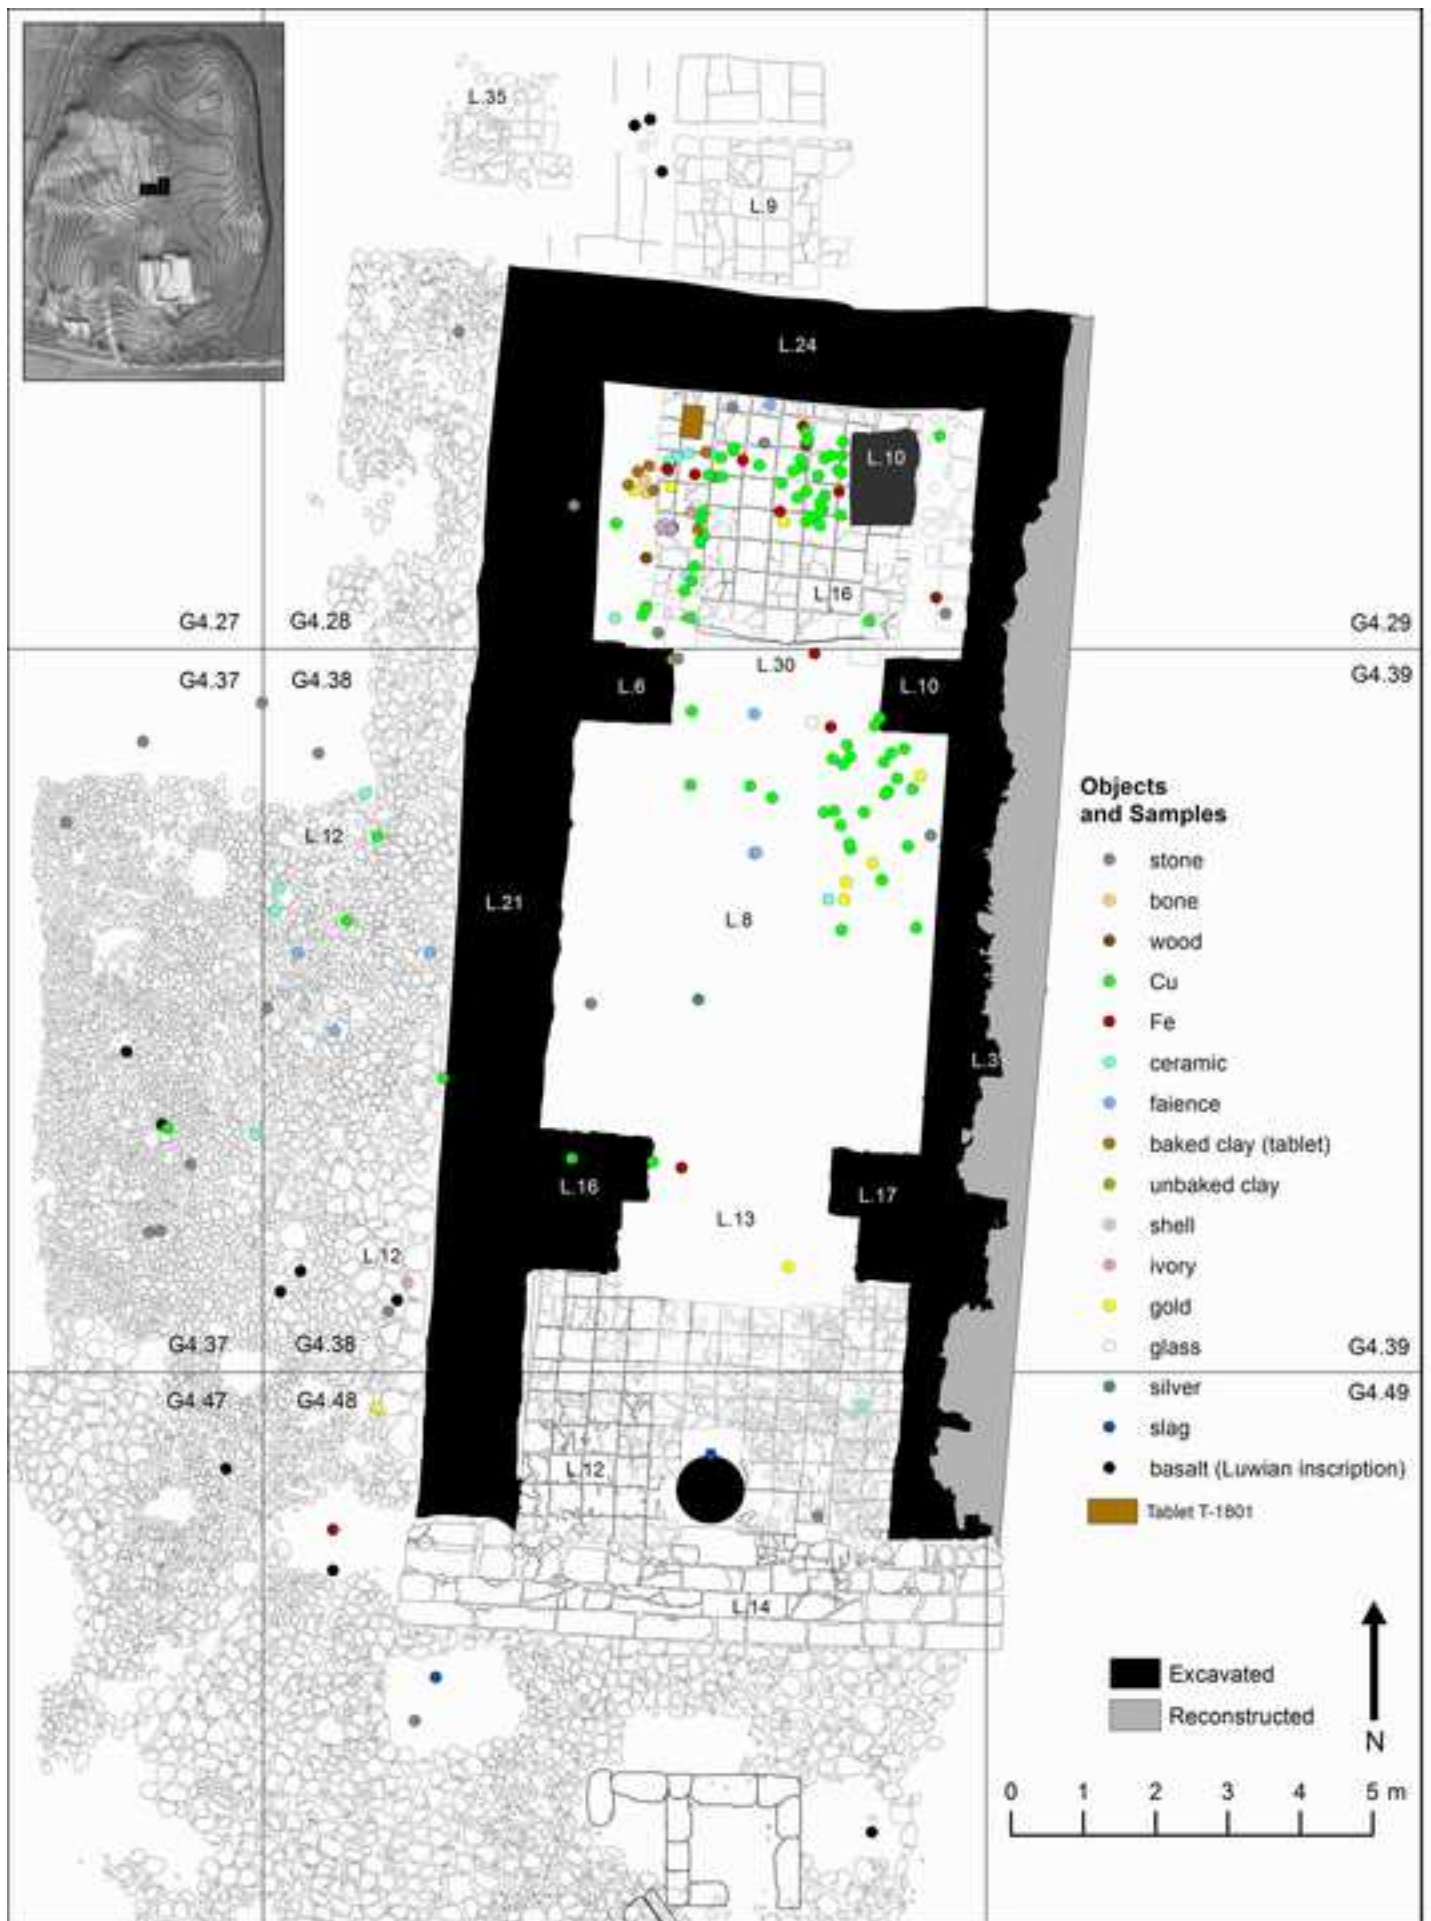 L.35
L.9
L.24
L.10
L.16
G4.27 G4.28 G4.29
L.30
G4.37 G4.38 L.6 L.10 G4.39
Objects
and Samples
L.12
stone
bone
L.21
L.8
wood
Cu
Fe
L.3
ceramic
faience
baked clay (tablet)
L.16 L.17
unbaked clay
L.13
shell
L.12
ivory
gold
G4.37 G4.38 glass G4.39
silver G4.49
G4.47 G4.48
slag
L.12
basalt (Luwian inscription)
Tablet T-1801
L.14
Excavated
Reconstructed
N
0 1 2 3 4 5 m